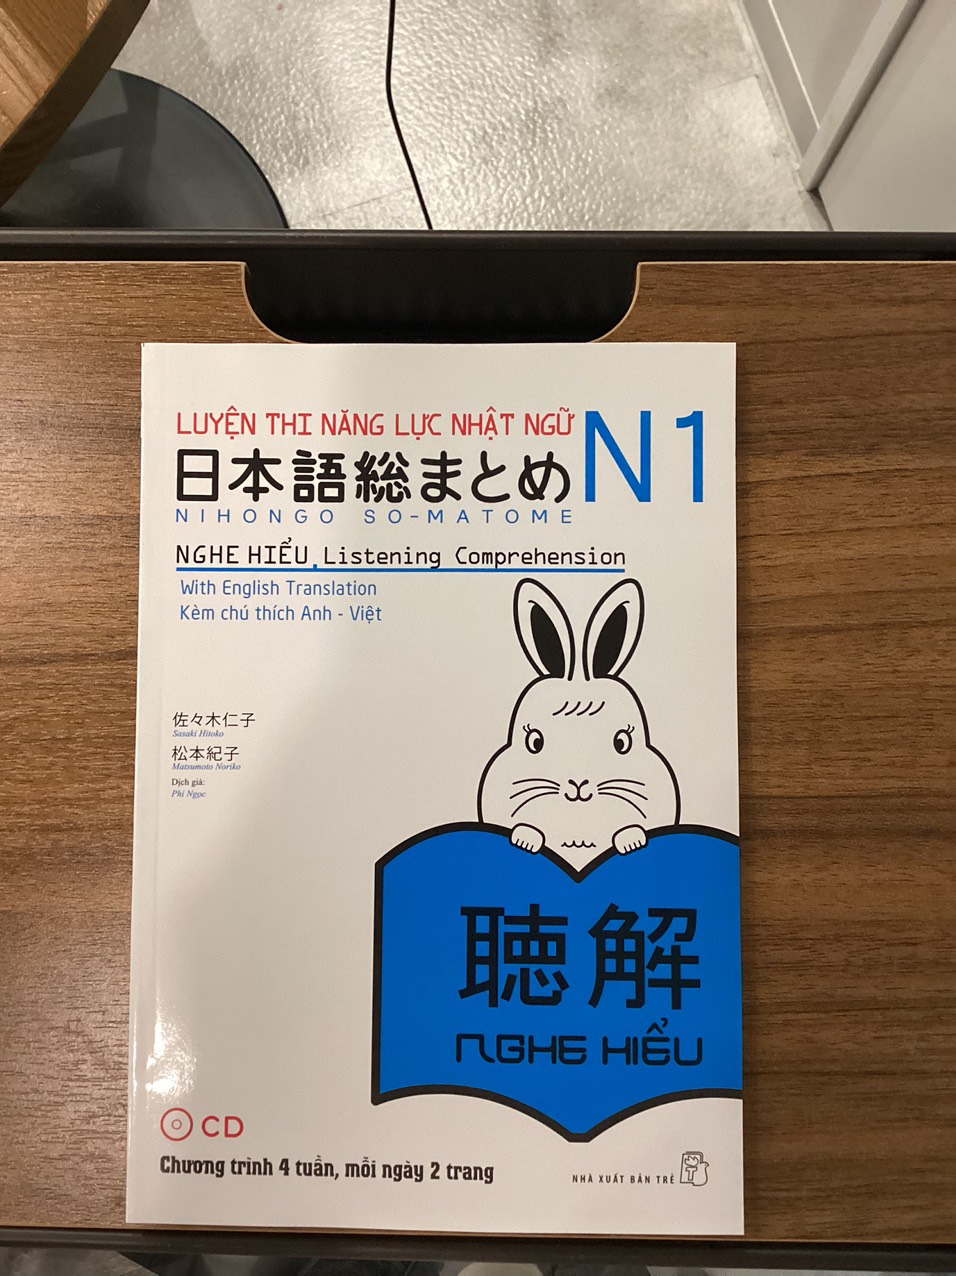 LUYỆN THI NĂNG LỰC NHẬT NGỮ
N1
日本語総まとめ
NIHONGO SO-MATOME
NGHE HIỂU Listening Comprehension
With English Translation
Kèm chú thích Anh - Việt
佐々木仁子
Sasaki Hitoko
松本紀子
Matsumoto Noriko
Dịch giả:
Phi Ngọc
聴解
NGHE HIỂU
CD
Chương trình 4 tuần, mỗi ngày 2 trang
NHÀ XUẤT BẢN TRẺ